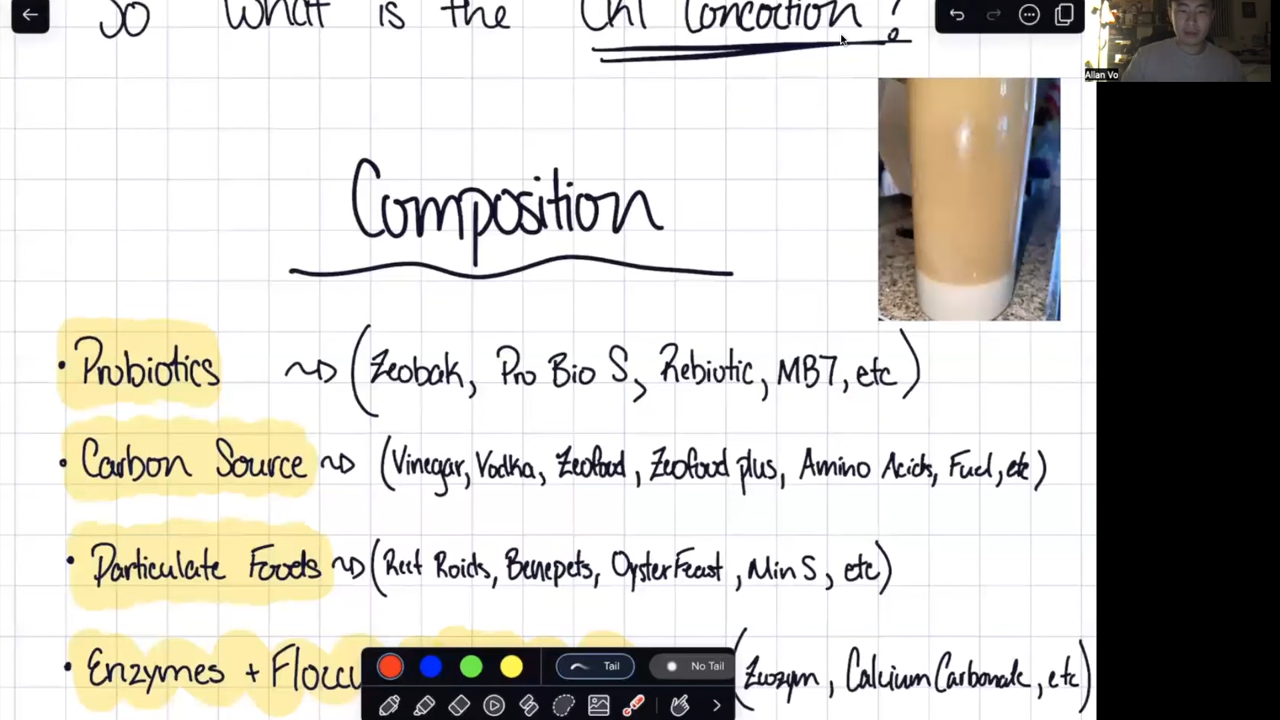 So What is the Chi Concoction?
Allan Vo
Composition
• Probiotics ~> (Zeobak, Pro Bio S, Rebiotic, MB7, etc)
• Carbon Source ~> (Vinegar, Vodka, Zeofood, Zeofood plus, Amino Acids, Fuel, etc)
• Particulate Foods ~> (Reef Roids, Benepets, OysterFeast, Min S, etc)
• Enzymes + Flocc (Zeozym, Calcium Carbonate, etc)
Tail No Tail